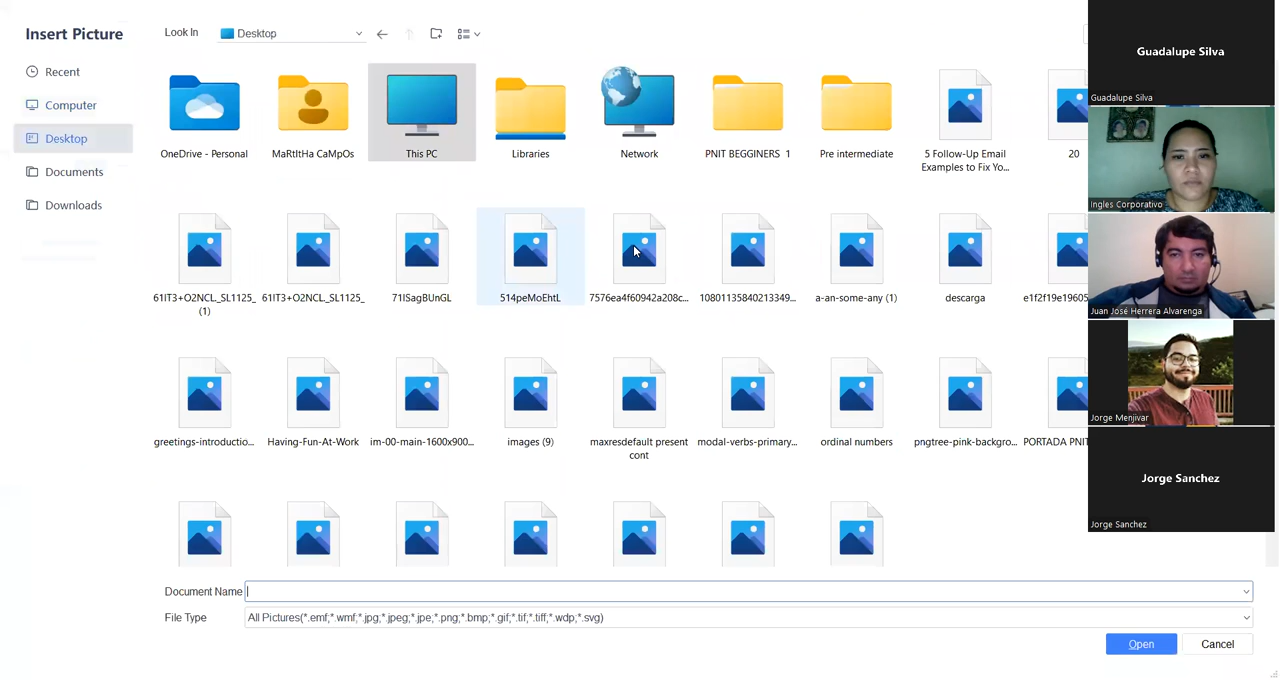 Insert Picture
Look In
Desktop
Recent
Computer
Desktop
Documents
Downloads
OneDrive - Personal
MaRtItHa CaMpOs
This PC
Libraries
Network
PNIT BEGGINERS 1
Pre intermediate
5 Follow-Up Email
Examples to Fix Yo...
20
61IT3+O2NCL._SL1125_
(1)
61IT3+O2NCL._SL1125_
71ISagBUnGL
514peMoEhtL
7576ea4f60942a208c...
10801135840213349...
a-an-some-any (1)
descarga
e1f2f19e19605
greetings-introductio...
Having-Fun-At-Work
im-00-main-1600x900...
images (9)
maxresdefault present
cont
modal-verbs-primary...
ordinal numbers
pngtree-pink-backgro...
PORTADA PNIT
Document Name
File Type
All Pictures(*.emf;*.wmf;*.jpg;*.jpeg;*.jpe;*.png;*.bmp;*.gif;*.tif;*.tiff;*.wdp;*.svg)
Open
Cancel
Guadalupe Silva
Guadalupe Silva
Ingles Corporativo
Juan José Herrera Alvarenga
Jorge Menjivar
Jorge Sanchez
Jorge Sanchez